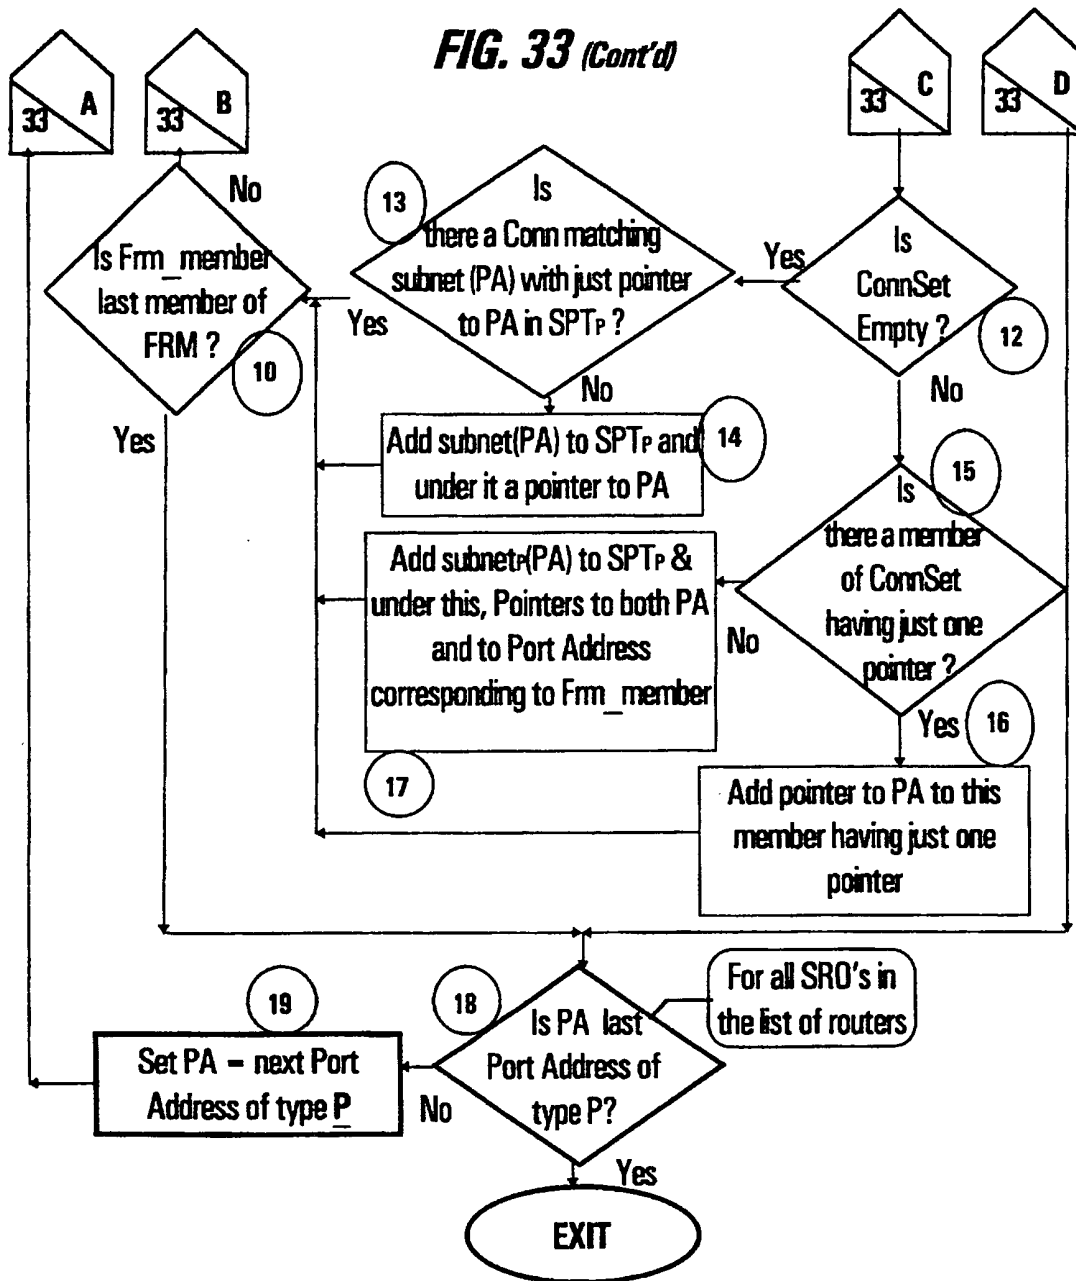 FIG. 33 (Cont'd)
33 A
33 B
33 C
33 D
No
Is Frm_member
last member of
FRM ?
10
Yes
13
Is
there a Conn matching
subnet (PA) with just pointer
to PA in SPTP ?
Yes
No
Yes
Is
ConnSet
Empty ?
12
No
Add subnet(PA) to SPTP and
under it a pointer to PA
14
15
Is
there a member
of ConnSet
having just one
pointer ?
No
Yes
Add subnetP(PA) to SPTP &
under this, Pointers to both PA
and to Port Address
corresponding to Frm_member
17
16
Add pointer to PA to this
member having just one
pointer
For all SRO's in
the list of routers
18
Is PA last
Port Address of
type P?
No
Yes
19
Set PA = next Port
Address of type P
EXIT